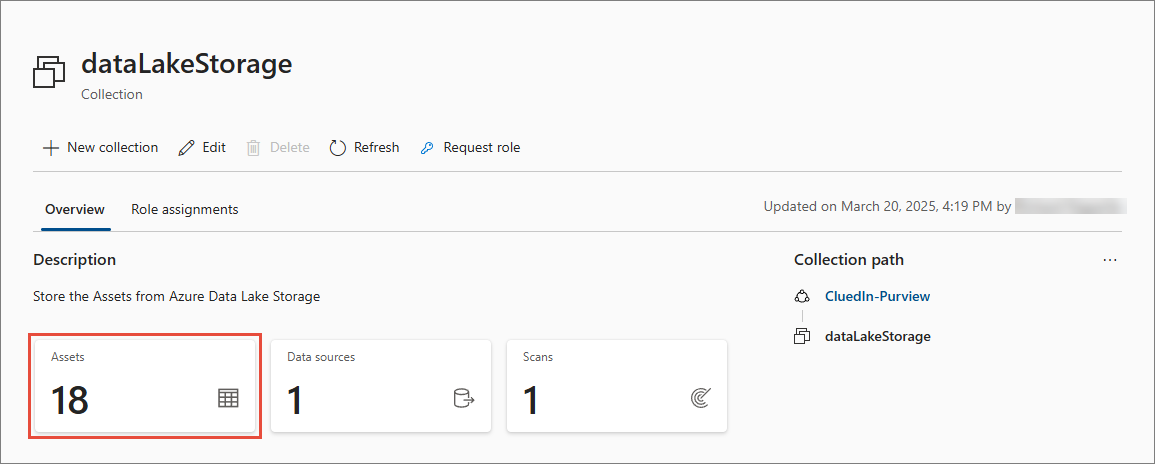 dataLakeStorage
Collection
New collection Edit Delete Refresh Request role
Overview Role assignments
Updated on March 20, 2025, 4:19 PM by
Description
Store the Assets from Azure Data Lake Storage
Assets
18
Data sources
1
Scans
1
Collection path
CluedIn-Purview
dataLakeStorage